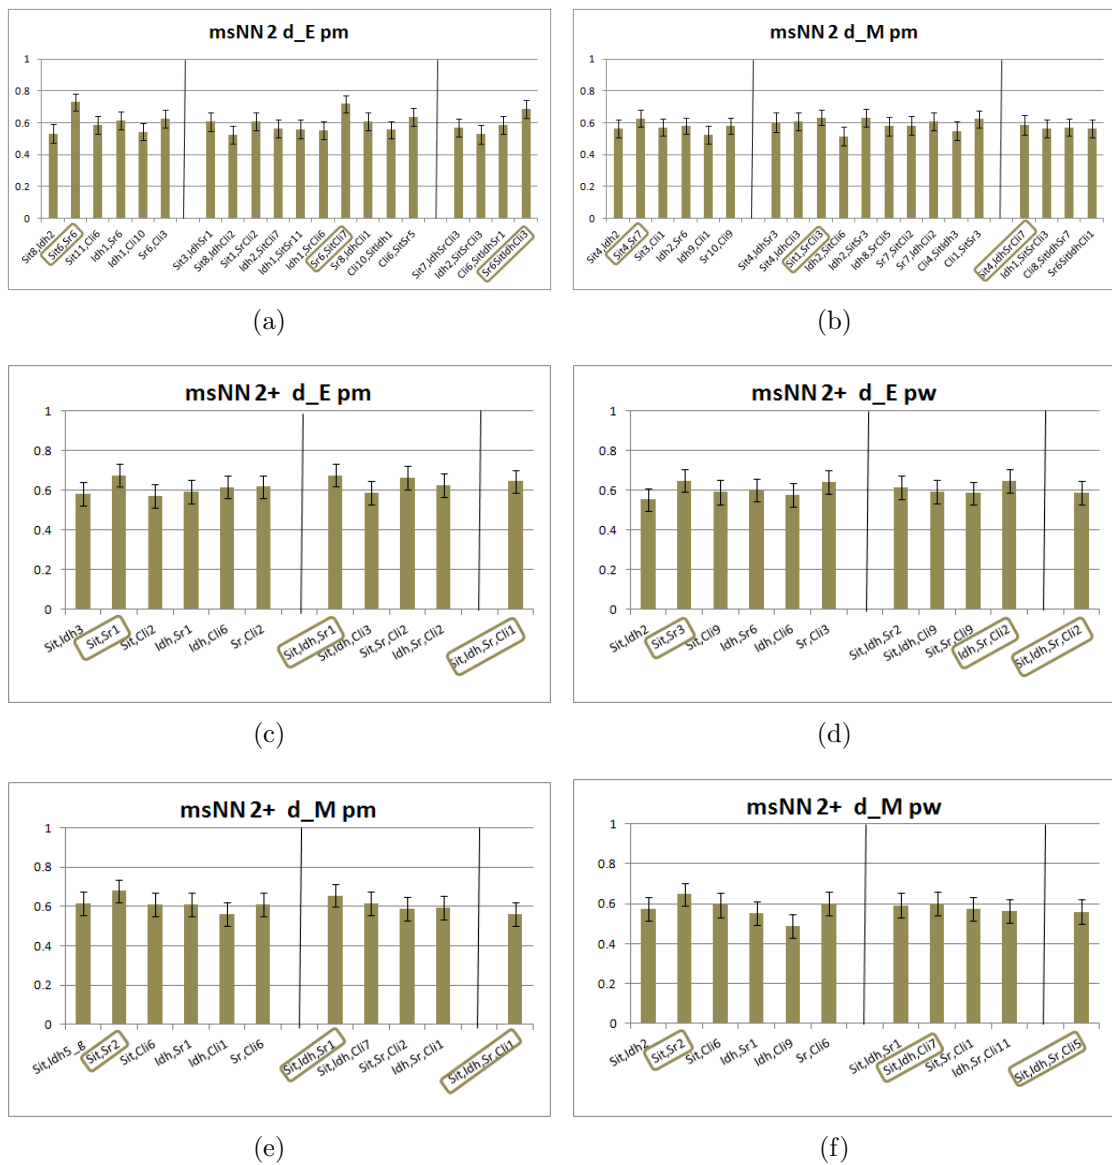 msNN 2 d_E pm
1
0.8
0.6
0.4
0.2
0
Sit8,Idh2
Sit6,Sr6
Sit11,Cli6
Idh1,Sr6
Idh1,Cli10
Sr6,Cli3
Sit3,IdhSr1
Sit8,IdhCli2
Sit1,SrCli2
Idh2,SitCli7
Idh1,SitSr11
Idh1,SrCli6
Sr6,SitCli7
Sr8,IdhCli1
Cli10,SitIdh1
Cli6,SitSr5
Sit7,IdhSrCli3
Idh2,SitSrCli3
Cli6,SitIdhSr1
Sr6SitIdhCli3
(a)
msNN 2 d_M pm
1
0.8
0.6
0.4
0.2
0
Sit4,Idh2
Sit4,Sr7
Sit3,Cli1
Idh2,Sr6
Idh9,Cli1
Sr10,Cli9
Sit4,IdhSr3
Sit4,IdhCli3
Sit1,SrCli3
Idh2,SitCli6
Idh2,SitSr3
Idh8,SrCli5
Sr7,SitCli2
Sr7,IdhCli2
Cli4,SitIdh3
Cli1,SitSr3
Sit4,IdhSrCli7
Idh1,SitSrCli3
Cli8,SitIdhSr7
Sr6SitIdhCli1
(b)
msNN 2+ d_E pm
1
0.8
0.6
0.4
0.2
0
Sit,Idh3
Sit,Sr1
Sit,Cli2
Idh,Sr1
Idh,Cli6
Sr,Cli2
Sit,Idh,Sr1
Sit,Idh,Cli3
Sit,Sr,Cli2
Idh,Sr,Cli2
Sit,Idh,Sr,Cli1
(c)
msNN 2+ d_E pw
1
0.8
0.6
0.4
0.2
0
Sit,Idh2
Sit,Sr3
Sit,Cli9
Idh,Sr6
Idh,Cli6
Sr,Cli3
Sit,Idh,Sr2
Sit,Idh,Cli9
Sit,Sr,Cli9
Idh,Sr,Cli2
Sit,Idh,Sr,Cli2
(d)
msNN 2+ d_M pm
1
0.8
0.6
0.4
0.2
0
Sit,Idh5_g
Sit,Sr2
Sit,Cli6
Idh,Sr1
Idh,Cli1
Sr,Cli6
Sit,Idh,Sr1
Sit,Idh,Cli7
Sit,Sr,Cli2
Idh,Sr,Cli1
Sit,Idh,Sr,Cli1
(e)
msNN 2+ d_M pw
1
0.8
0.6
0.4
0.2
0
Sit,Idh2
Sit,Sr2
Sit,Cli6
Idh,Sr1
Idh,Cli9
Sr,Cli6
Sit,Idh,Sr1
Sit,Idh,Cli7
Sit,Sr,Cli1
Idh,Sr,Cli11
Sit,Idh,Sr,Cli5
(f)